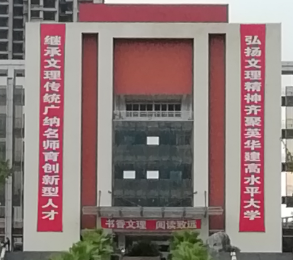 弘扬文理精神齐聚英华建高水平大学
继承文理传统广纳名师育创新型人才
书香文理 阅读致远